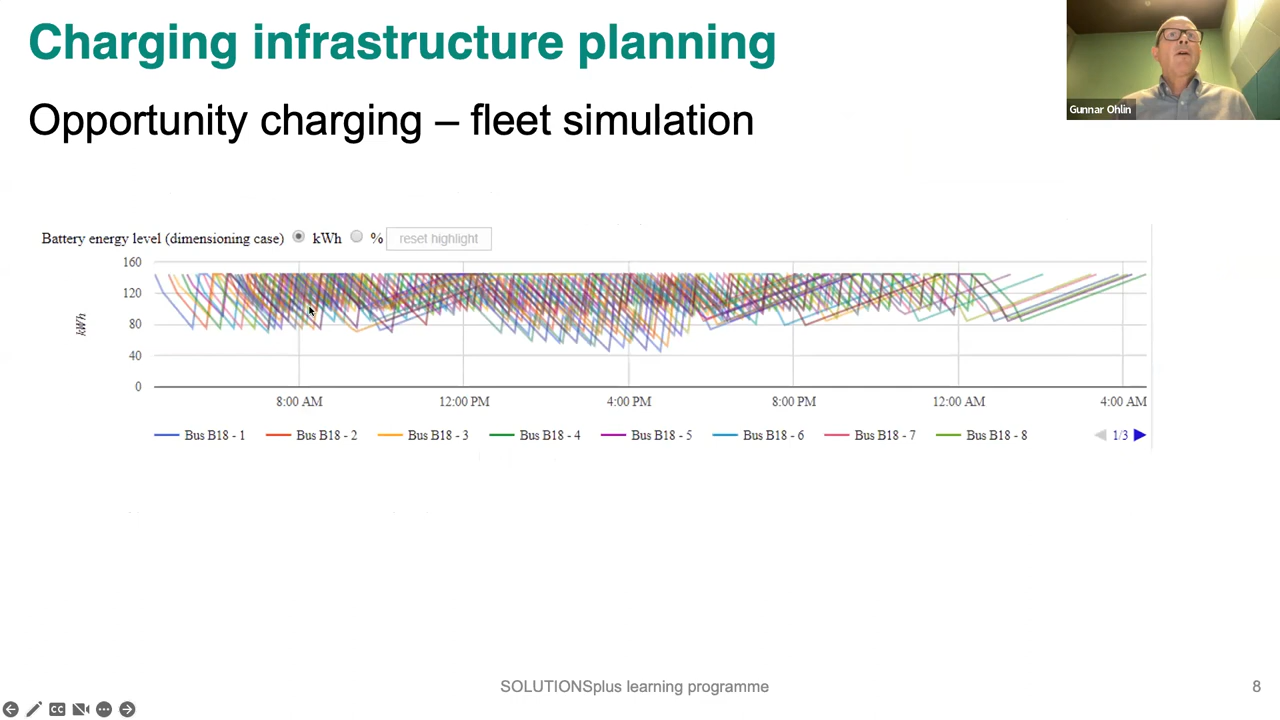 Charging infrastructure planning
Gunnar Ohlin
Opportunity charging – fleet simulation
Battery energy level (dimensioning case) kWh % reset highlight
160
120
80
40
0
kWh
8:00 AM 12:00 PM 4:00 PM 8:00 PM 12:00 AM 4:00 AM
Bus B18 - 1 Bus B18 - 2 Bus B18 - 3 Bus B18 - 4 Bus B18 - 5 Bus B18 - 6 Bus B18 - 7 Bus B18 - 8 1/3
SOLUTIONSplus learning programme 8
CC